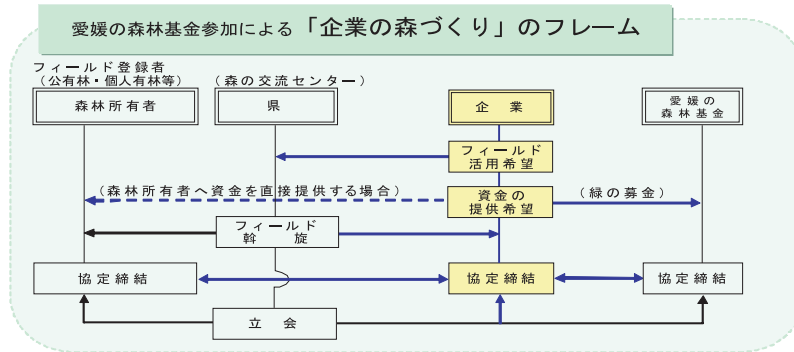 愛媛の森林基金参加による「企業の森づくり」のフレーム
フィールド登録者
（公有林・個人有林等）
（森の交流センター）
森林所有者
県
企　業
愛媛の
森林基金
フィールド
活用希望
（森林所有者へ資金を直接提供する場合）
資金の
提供希望
（緑の募金）
フィールド
斡　旋
協定締結
協定締結
協定締結
立　会